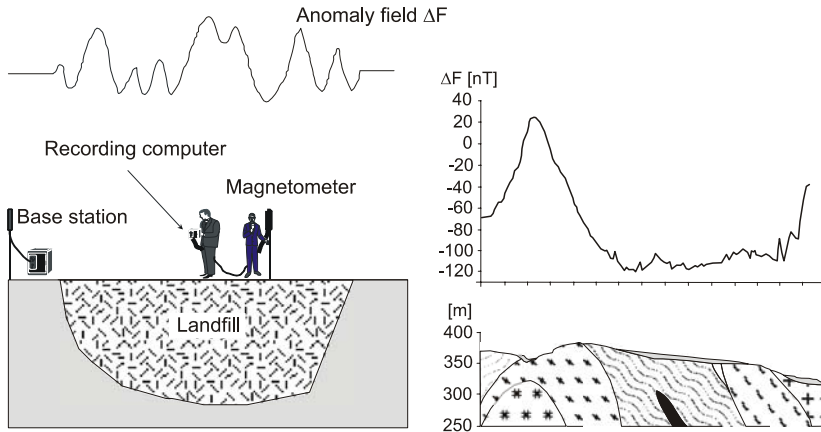 Anomaly field ΔF
Recording computer
Magnetometer
Base station
Landfill
ΔF [nT]
40
20
0
-20
-40
-60
-80
-100
-120
[m]
400
350
300
250